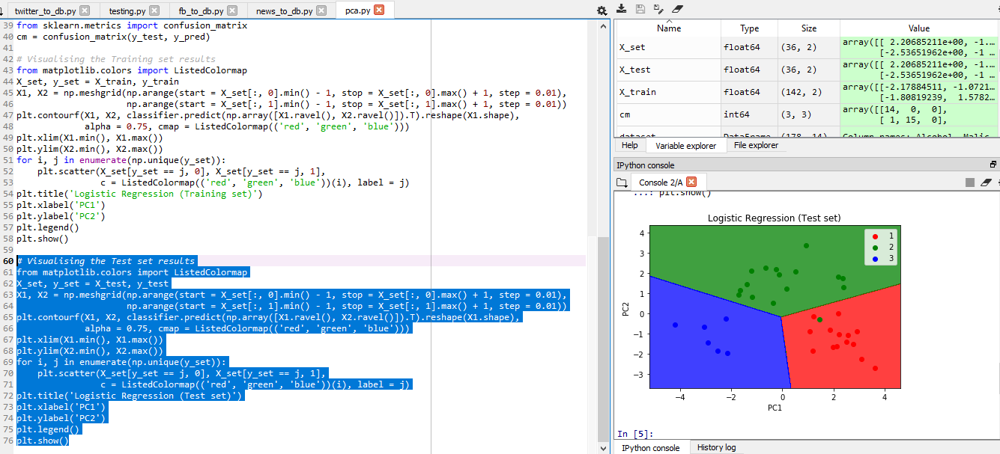 twitter_to_db.py testing.py fb_to_db.py news_to_db.py pca.py
39 from sklearn.metrics import confusion_matrix
40 cm = confusion_matrix(y_test, y_pred)
41
42 # Visualising the Training set results
43 from matplotlib.colors import ListedColormap
44 X_set, y_set = X_train, y_train
45 X1, X2 = np.meshgrid(np.arange(start = X_set[:, 0].min() - 1, stop = X_set[:, 0].max() + 1, step = 0.01),
46 np.arange(start = X_set[:, 1].min() - 1, stop = X_set[:, 1].max() + 1, step = 0.01))
47 plt.contourf(X1, X2, classifier.predict(np.array([X1.ravel(), X2.ravel()]).T).reshape(X1.shape),
48 alpha = 0.75, cmap = ListedColormap(('red', 'green', 'blue')))
49 plt.xlim(X1.min(), X1.max())
50 plt.ylim(X2.min(), X2.max())
51 for i, j in enumerate(np.unique(y_set)):
52 plt.scatter(X_set[y_set == j, 0], X_set[y_set == j, 1],
53 c = ListedColormap(('red', 'green', 'blue'))(i), label = j)
54 plt.title('Logistic Regression (Training set)')
55 plt.xlabel('PC1')
56 plt.ylabel('PC2')
57 plt.legend()
58 plt.show()
59
60 # Visualising the Test set results
61 from matplotlib.colors import ListedColormap
62 X_set, y_set = X_test, y_test
63 X1, X2 = np.meshgrid(np.arange(start = X_set[:, 0].min() - 1, stop = X_set[:, 0].max() + 1, step = 0.01),
64 np.arange(start = X_set[:, 1].min() - 1, stop = X_set[:, 1].max() + 1, step = 0.01))
65 plt.contourf(X1, X2, classifier.predict(np.array([X1.ravel(), X2.ravel()]).T).reshape(X1.shape),
66 alpha = 0.75, cmap = ListedColormap(('red', 'green', 'blue')))
67 plt.xlim(X1.min(), X1.max())
68 plt.ylim(X2.min(), X2.max())
69 for i, j in enumerate(np.unique(y_set)):
70 plt.scatter(X_set[y_set == j, 0], X_set[y_set == j, 1],
71 c = ListedColormap(('red', 'green', 'blue'))(i), label = j)
72 plt.title('Logistic Regression (Test set)')
73 plt.xlabel('PC1')
74 plt.ylabel('PC2')
75 plt.legend()
76 plt.show()
Name Type Size Value
X_set float64 (36, 2) array([[ 2.20685211e+00, -1.…
[-2.53651962e+00, -1 …
X_test float64 (36, 2) array([[ 2.20685211e+00, -1.…
[-2.53651962e+00, -1 …
X_train float64 (142, 2) array([[-2.17884511, -1.0721…
[-1.80819239, 1.5782…
cm int64 (3, 3) array([[14, 0, 0],
[ 1, 15, 0],
dataset DataFrame (178, 14) Column names: Alcohol, Malic
Help Variable explorer File explorer
IPython console
Console 2/A
...: plt.show()
Logistic Regression (Test set)
1
2
3
4
3
2
1
0
−1
−2
−3
PC2
−4 −2 0 2 4
PC1
In [5]:
IPython console History log